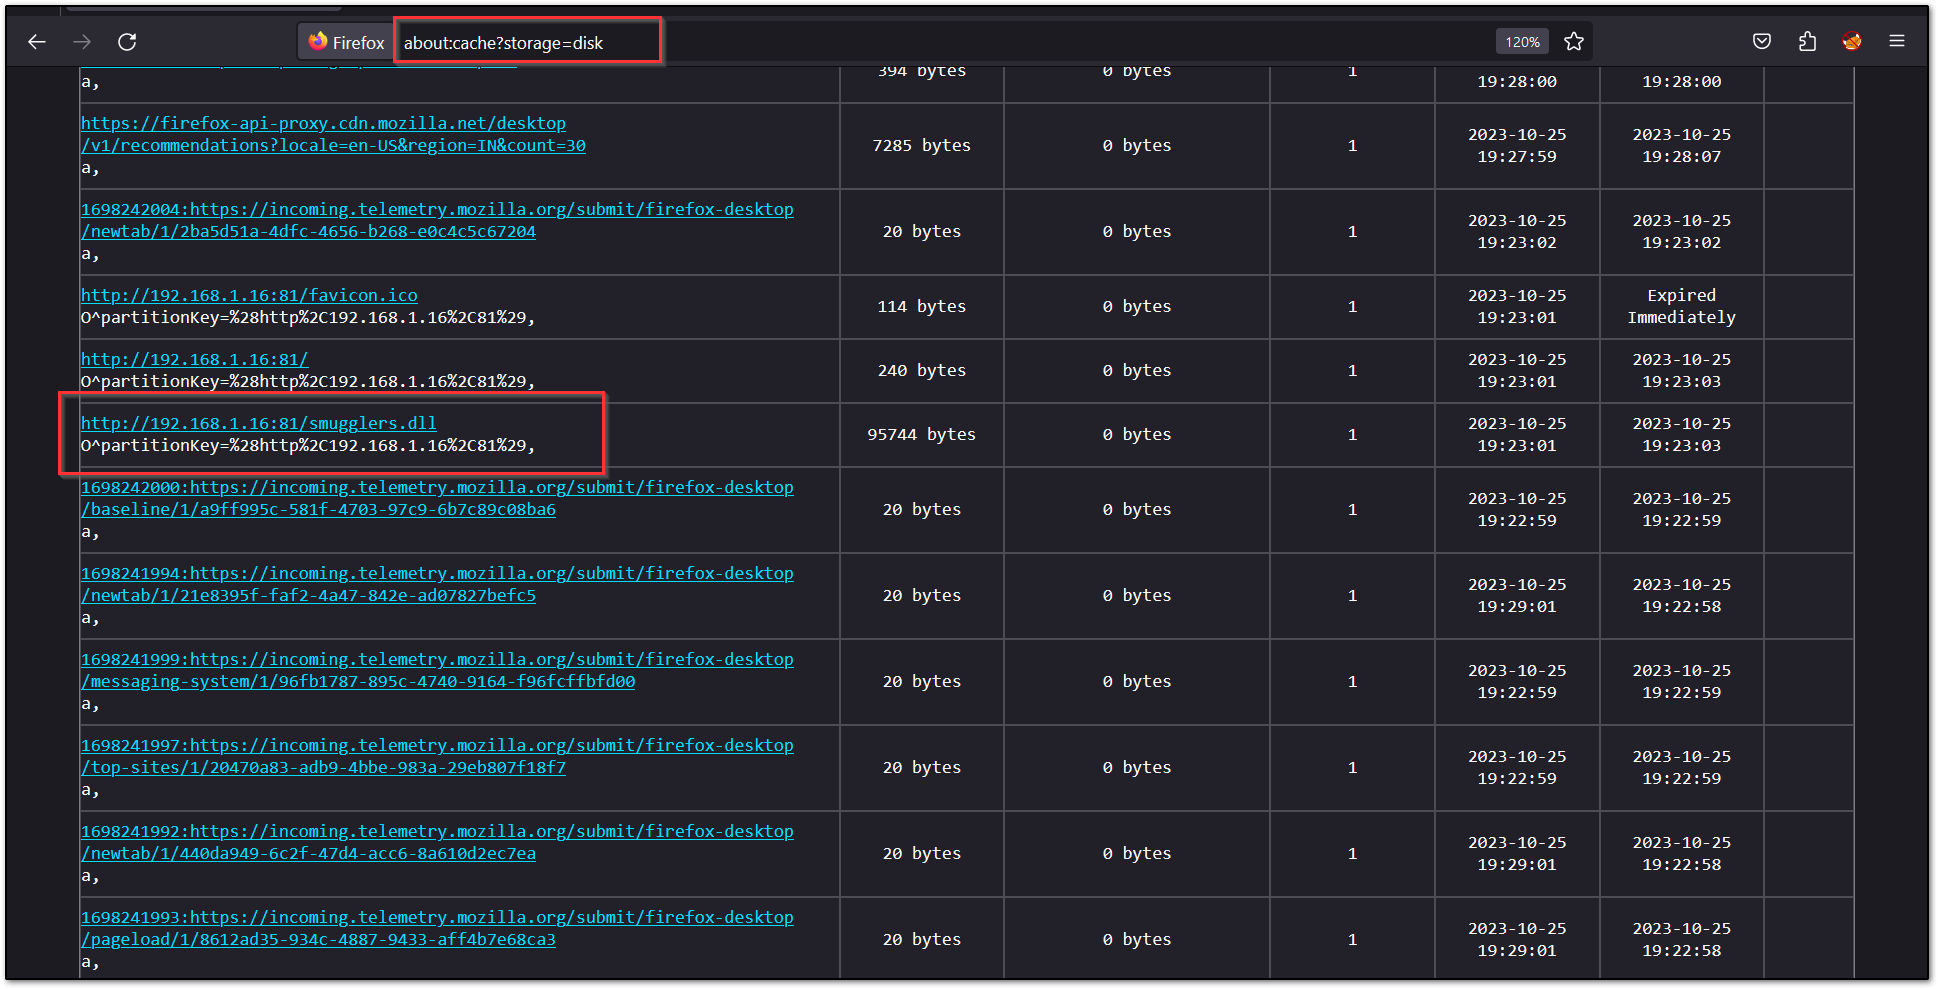 Firefox about:cache?storage=disk 120%
a, 394 bytes 0 bytes 1 19:28:00 19:28:00
https://firefox-api-proxy.cdn.mozilla.net/desktop
/v1/recommendations?locale=en-US&region=IN&count=30
a,
7285 bytes 0 bytes 1
2023-10-25
19:27:59
2023-10-25
19:28:07
1698242004:https://incoming.telemetry.mozilla.org/submit/firefox-desktop
/newtab/1/2ba5d51a-4dfc-4656-b268-e0c4c5c67204
a,
20 bytes 0 bytes 1
2023-10-25
19:23:02
2023-10-25
19:23:02
http://192.168.1.16:81/favicon.ico
O^partitionKey=%28http%2C192.168.1.16%2C81%29,
114 bytes 0 bytes 1
2023-10-25
19:23:01
Expired
Immediately
http://192.168.1.16:81/
O^partitionKey=%28http%2C192.168.1.16%2C81%29,
240 bytes 0 bytes 1
2023-10-25
19:23:01
2023-10-25
19:23:03
http://192.168.1.16:81/smugglers.dll
O^partitionKey=%28http%2C192.168.1.16%2C81%29,
95744 bytes 0 bytes 1
2023-10-25
19:23:01
2023-10-25
19:23:03
1698242000:https://incoming.telemetry.mozilla.org/submit/firefox-desktop
/baseline/1/a9ff995c-581f-4703-97c9-6b7c89c08ba6
a,
20 bytes 0 bytes 1
2023-10-25
19:22:59
2023-10-25
19:22:59
1698241994:https://incoming.telemetry.mozilla.org/submit/firefox-desktop
/newtab/1/21e8395f-faf2-4a47-842e-ad07827befc5
a,
20 bytes 0 bytes 1
2023-10-25
19:29:01
2023-10-25
19:22:58
1698241999:https://incoming.telemetry.mozilla.org/submit/firefox-desktop
/messaging-system/1/96fb1787-895c-4740-9164-f96fcffbfd00
a,
20 bytes 0 bytes 1
2023-10-25
19:22:59
2023-10-25
19:22:59
1698241997:https://incoming.telemetry.mozilla.org/submit/firefox-desktop
/top-sites/1/20470a83-adb9-4bbe-983a-29eb807f18f7
a,
20 bytes 0 bytes 1
2023-10-25
19:22:59
2023-10-25
19:22:59
1698241992:https://incoming.telemetry.mozilla.org/submit/firefox-desktop
/newtab/1/440da949-6c2f-47d4-acc6-8a610d2ec7ea
a,
20 bytes 0 bytes 1
2023-10-25
19:29:01
2023-10-25
19:22:58
1698241993:https://incoming.telemetry.mozilla.org/submit/firefox-desktop
/pageload/1/8612ad35-934c-4887-9433-aff4b7e68ca3
a,
20 bytes 0 bytes 1
2023-10-25
19:29:01
2023-10-25
19:22:58